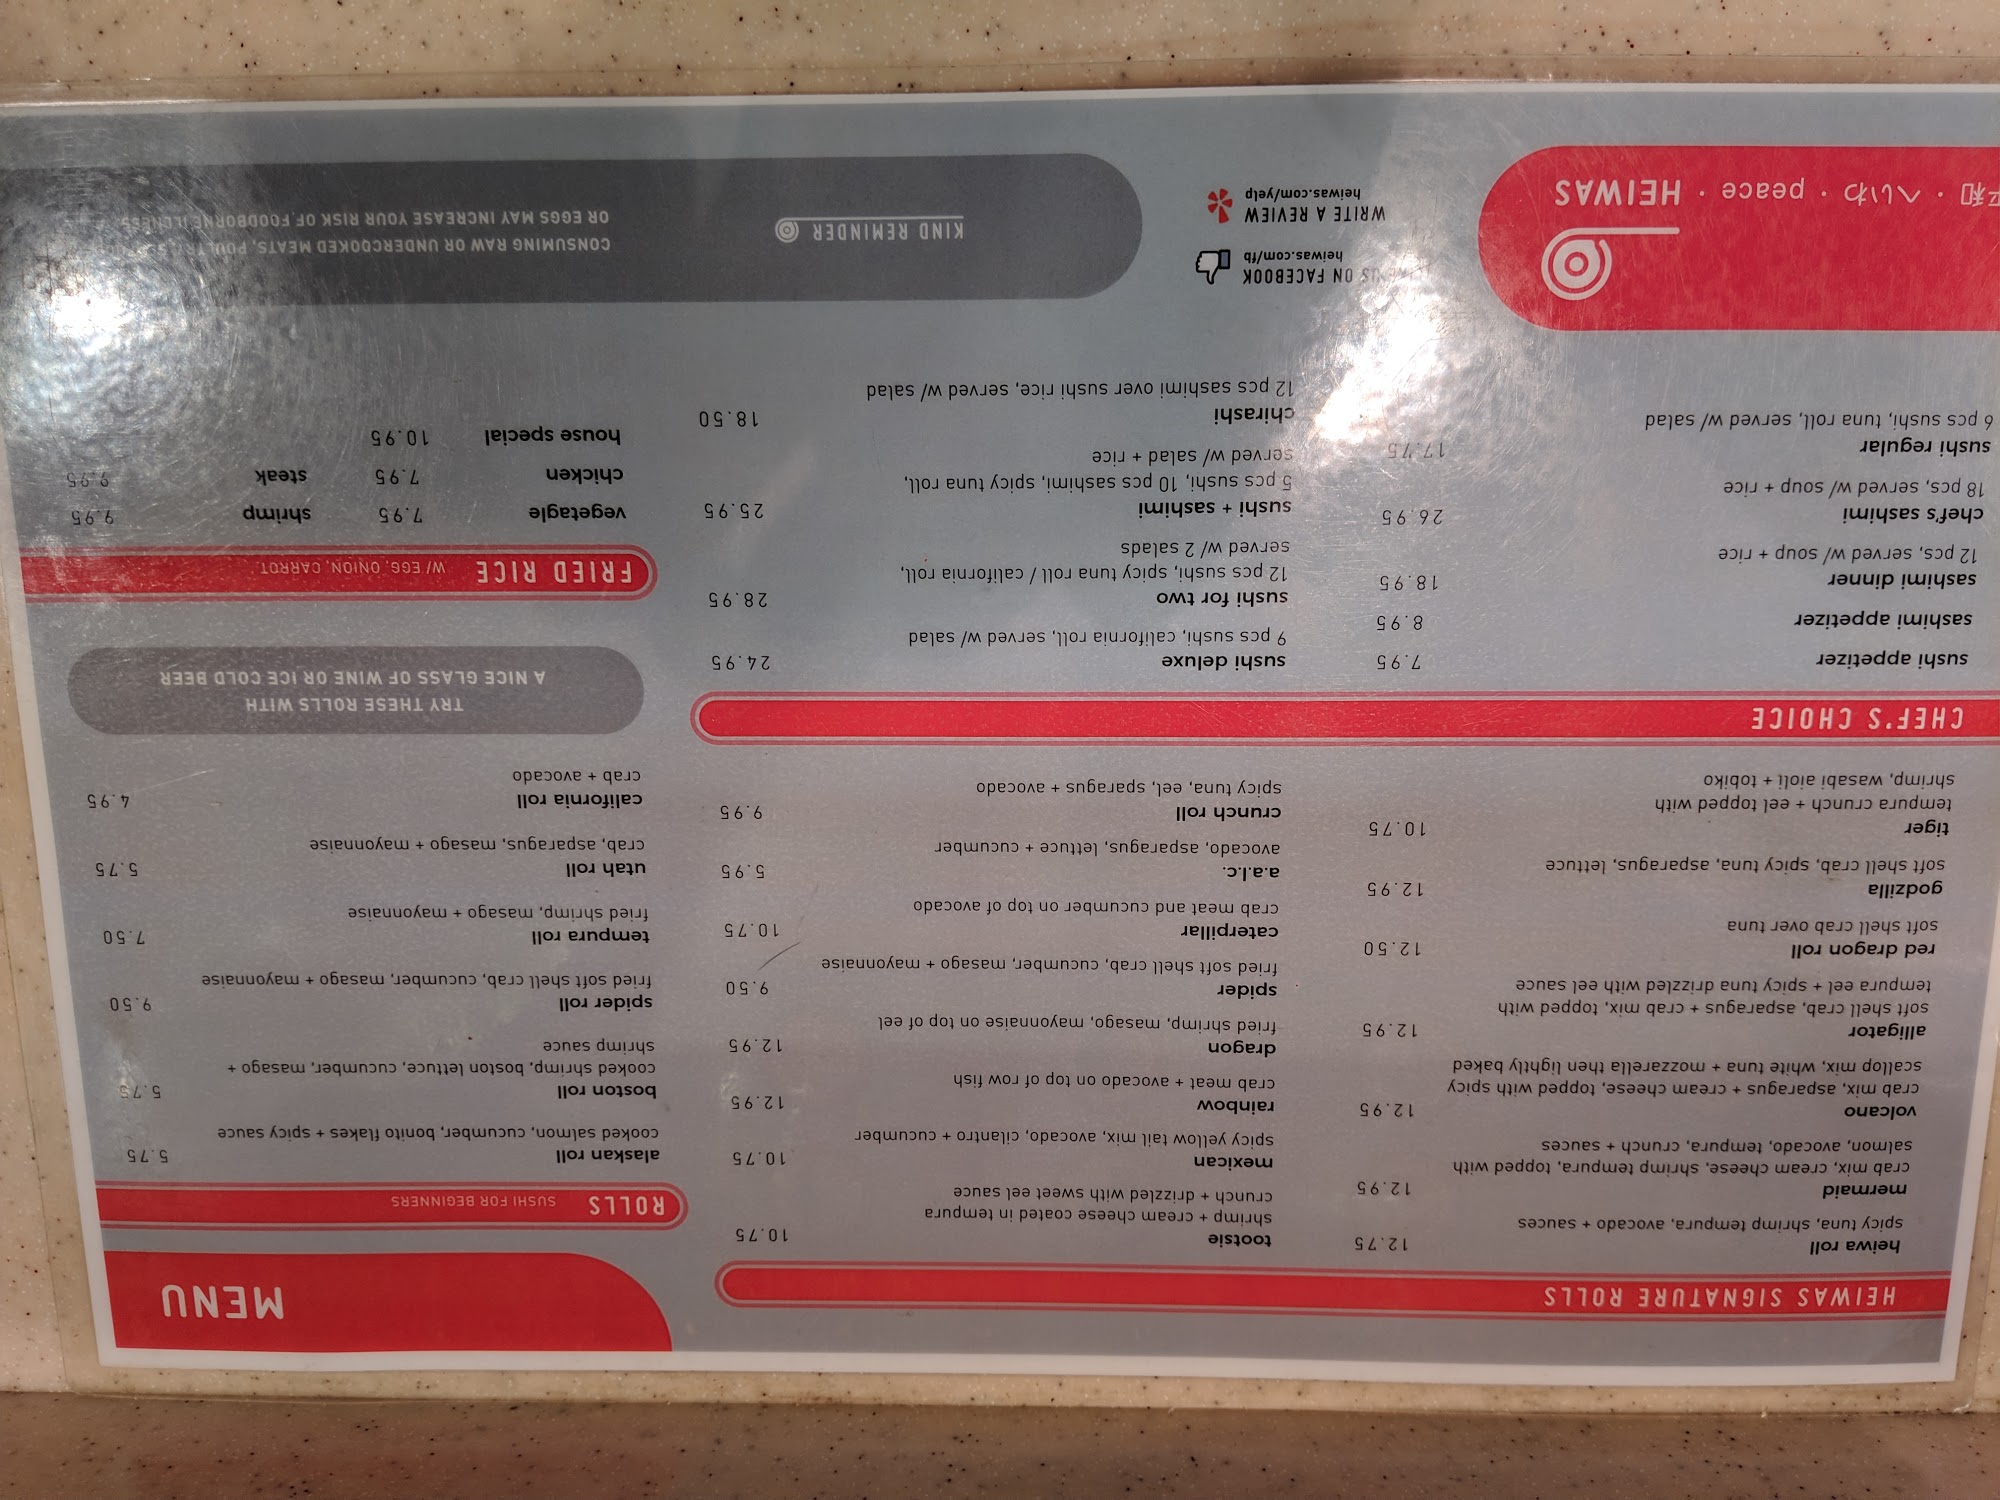 HEIWAS SIGNATURE ROLLS
heiwa roll 12.75
spicy tuna, shrimp tempura, avocado + sauces
mermaid 12.95
crab mix, cream cheese, shrimp tempura, topped with
salmon, avocado, tempura, crunch + sauces
volcano 12.95
crab mix, asparagus + cream cheese, topped with spicy
scallop mix, white tuna + mozzarella then lightly baked
alligator 12.95
soft shell crab, asparagus + crab mix, topped with
tempura eel + spicy tuna drizzled with eel sauce
red dragon roll 12.50
soft shell crab over tuna
godzilla 12.95
soft shell crab, spicy tuna, asparagus, lettuce
tiger 10.75
tempura crunch + eel topped with
shrimp, wasabi aioli + tobiko
tootsie 10.75
shrimp + cream cheese coated in tempura
crunch + drizzled with sweet eel sauce
mexican 10.75
spicy yellow tail mix, avocado, cilantro + cucumber
rainbow 12.95
crab meat + avocado on top of row fish
dragon 12.95
fried shrimp, masago, mayonnaise on top of eel
spider 9.50
fried soft shell crab, cucumber, masago + mayonnaise
caterpillar 10.75
crab meat and cucumber on top of avocado
a.a.l.c. 5.95
avocado, asparagus, lettuce + cucumber
crunch roll 9.95
spicy tuna, eel, sparagus + avocado
CHEF'S CHOICE
sushi appetizer 7.95
sashimi appetizer 8.95
sashimi dinner 18.95
12 pcs, served w/ soup + rice
chef's sashimi 26.95
18 pcs, served w/ soup + rice
sushi regular 17.75
6 pcs sushi, tuna roll, served w/ salad
sushi deluxe 24.95
9 pcs sushi, california roll, served w/ salad
sushi for two 28.95
12 pcs sushi, spicy tuna roll / california roll,
served w/ 2 salads
sushi + sashimi 25.95
5 pcs sushi, 10 pcs sashimi, spicy tuna roll,
served w/ salad + rice
chirashi 18.50
12 pcs sashimi over sushi rice, served w/ salad
MENU
ROLLS SUSHI FOR BEGINNERS
alaskan roll 5.75
cooked salmon, cucumber, bonito flakes + spicy sauce
boston roll 5.75
cooked shrimp, boston lettuce, cucumber, masago +
shrimp sauce
spider roll 9.50
fried soft shell crab, cucumber, masago + mayonnaise
tempura roll 7.50
fried shrimp, masago + mayonnaise
utah roll 5.75
crab, asparagus, masago + mayonnaise
california roll 4.95
crab + avocado
TRY THESE ROLLS WITH
A NICE GLASS OF WINE OR ICE COLD BEER
FRIED RICE W/ EGG, ONION, CARROT
vegetagle 7.95 shrimp 9.95
chicken 7.95 steak 9.95
house special 10.95
平和 · へいわ · peace · HEIWAS
US ON FACEBOOK
heiwas.com/fb
WRITE A REVIEW
heiwas.com/yelp
KIND REMINDER
CONSUMING RAW OR UNDERCOOKED MEATS, POULTRY,
OR EGGS MAY INCREASE YOUR RISK OF FOODBORNE ILLNESS